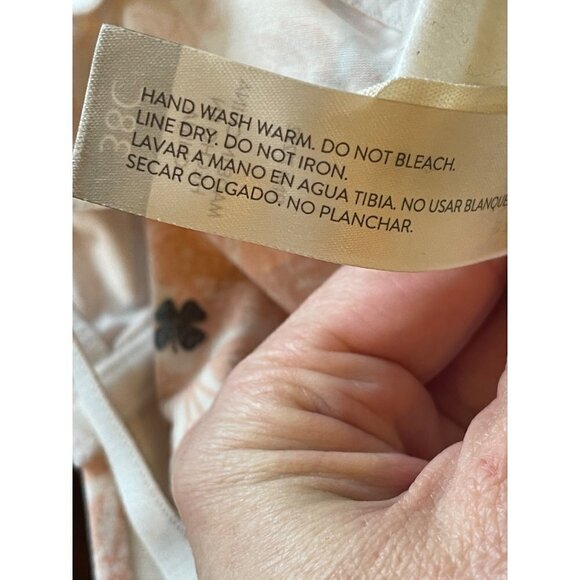 HAND WASH WARM. DO NOT BLEACH.
LINE DRY. DO NOT IRON.
LAVAR A MANO EN AGUA TIBIA. NO USAR BLANQUE
SECAR COLGADO. NO PLANCHAR.
38C